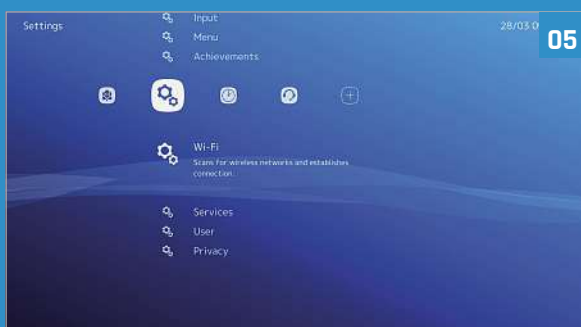 Settings
28/03
05
Input
Menu
Achievements
Wi-Fi
Scans for wireless networks and establishes
connection.
Services
User
Privacy